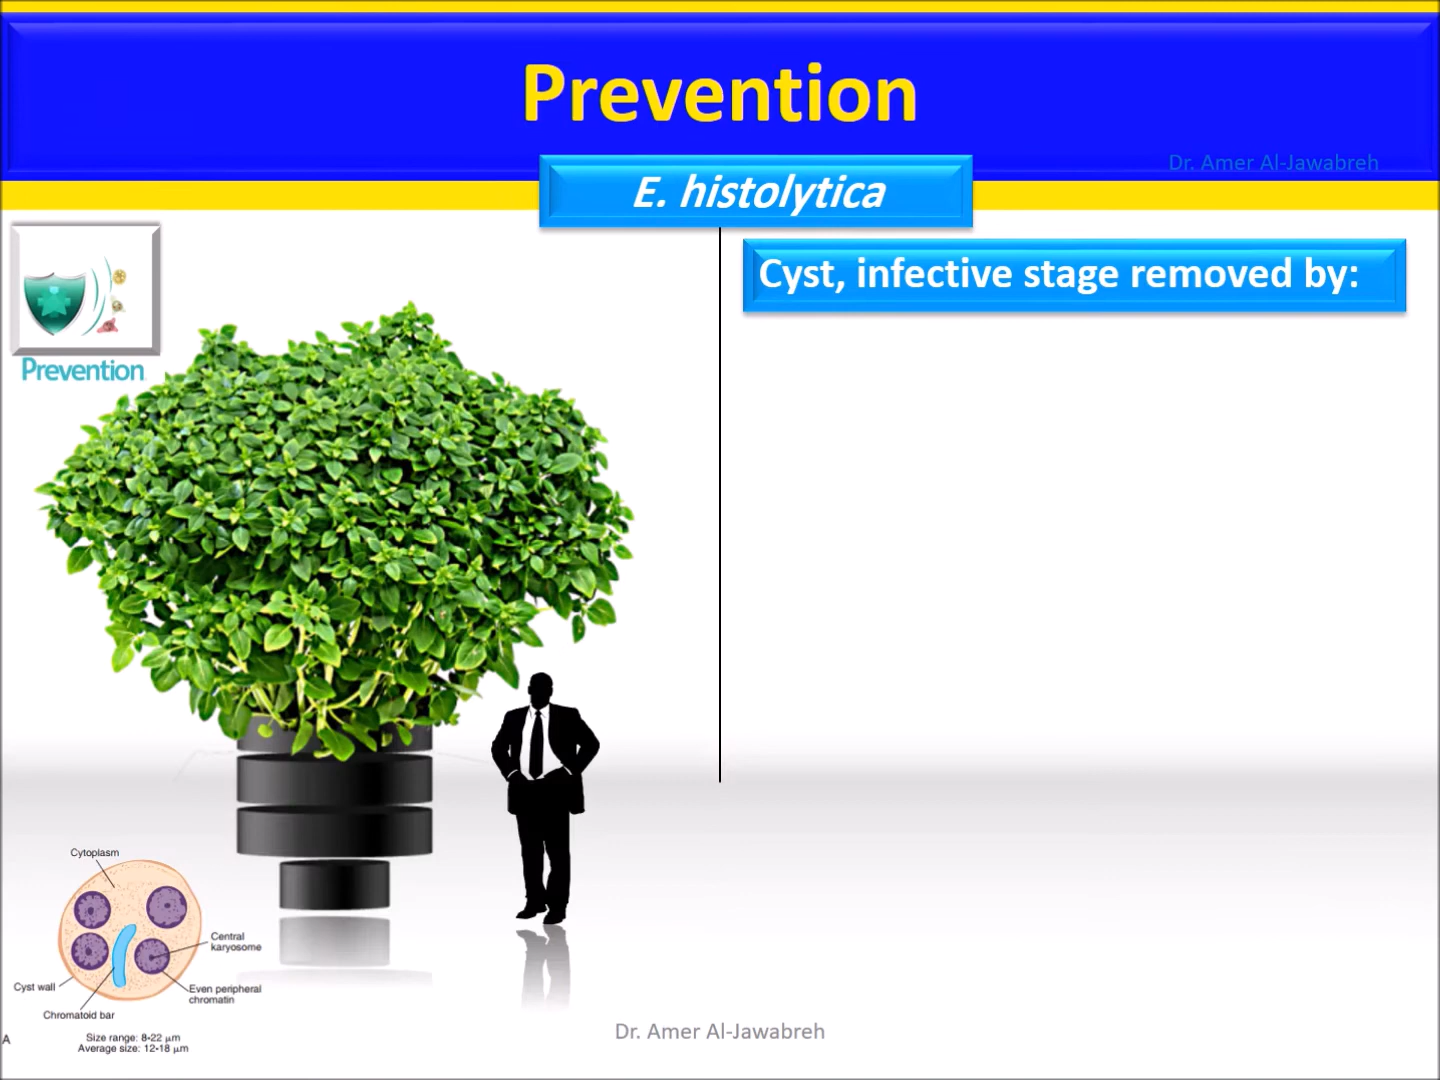 Prevention
Dr. Amer Al-Jawabreh
E. histolytica
Cyst, infective stage removed by:
Prevention
Cytoplasm
Central
karyosome
Cyst wall
Even peripheral
chromatin
Chromatoid bar
A
Size range: 8-22 µm
Average size: 12-18 µm
Dr. Amer Al-Jawabreh